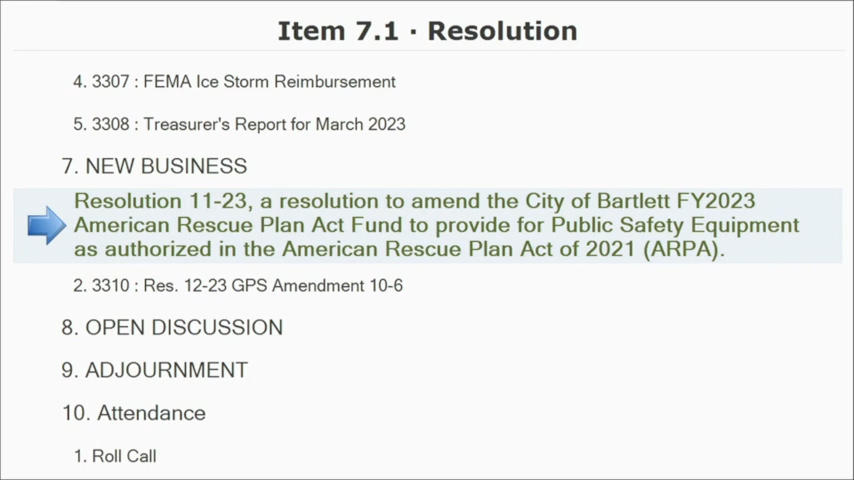 Item 7.1 · Resolution
4. 3307 : FEMA Ice Storm Reimbursement
5. 3308 : Treasurer's Report for March 2023
7. NEW BUSINESS
Resolution 11-23, a resolution to amend the City of Bartlett FY2023
American Rescue Plan Act Fund to provide for Public Safety Equipment
as authorized in the American Rescue Plan Act of 2021 (ARPA).
2. 3310 : Res. 12-23 GPS Amendment 10-6
8. OPEN DISCUSSION
9. ADJOURNMENT
10. Attendance
1. Roll Call